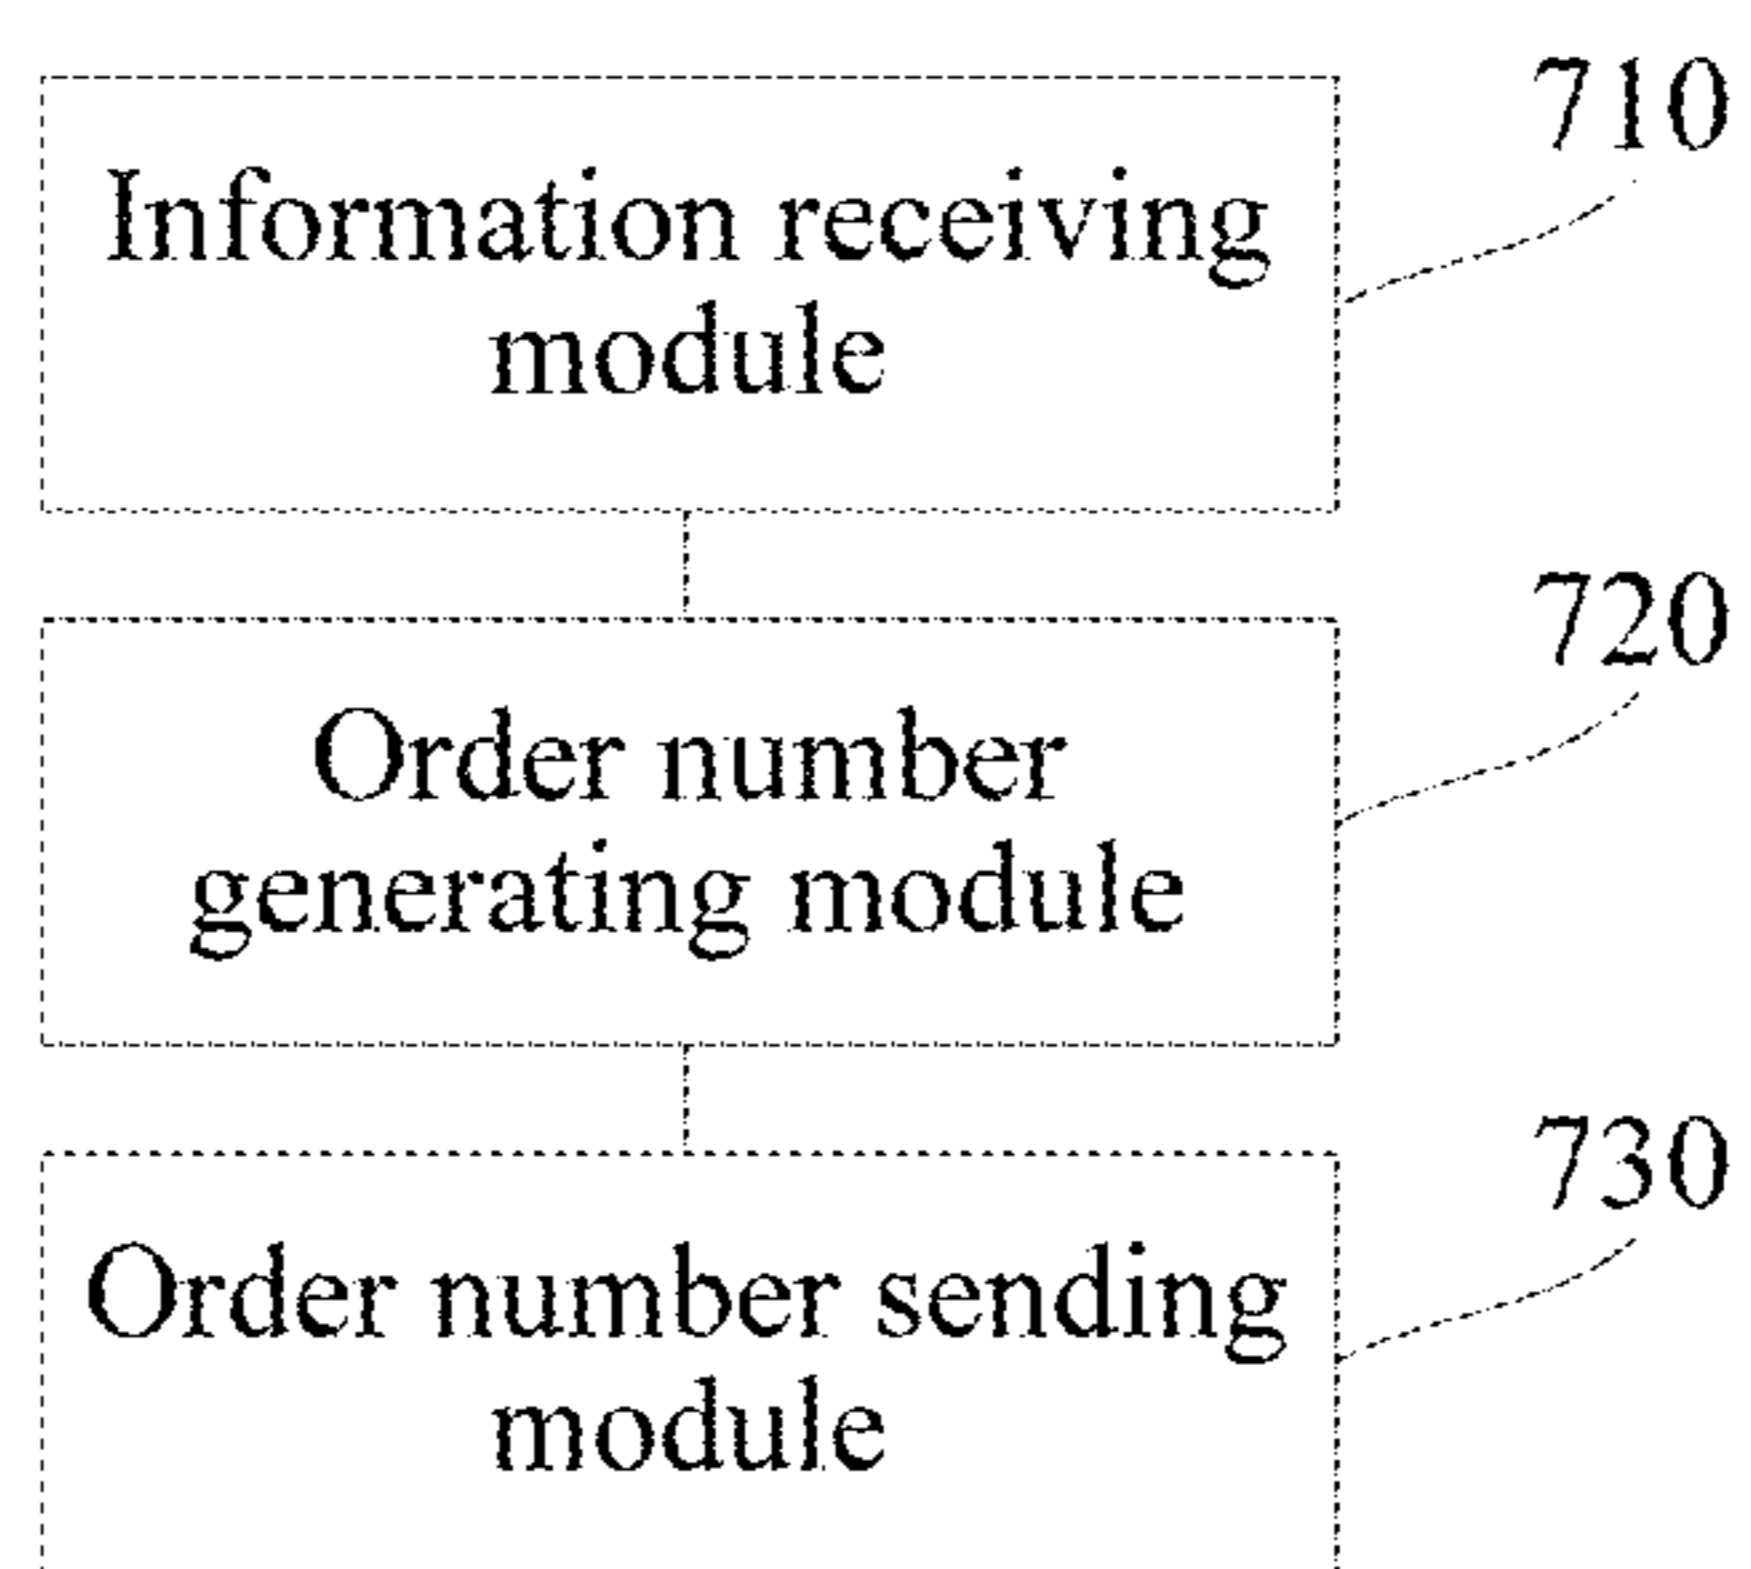 710
Information receiving
module
720
Order number
generating module
730
Order number sending
module